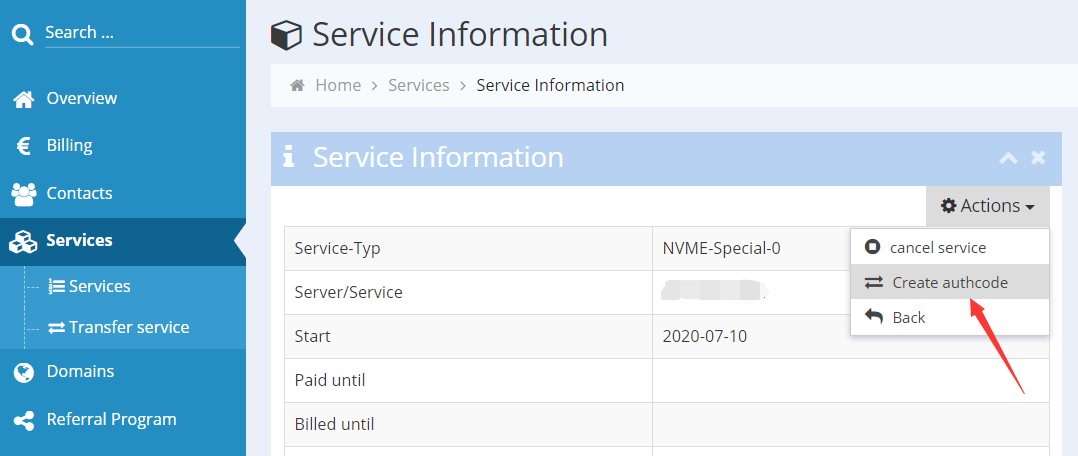 Search ...
Overview
Billing
Contacts
Services
Services
Transfer service
Domains
Referral Program
Service Information
Home > Services > Service Information
Service Information
Actions
cancel service
Create authcode
Back
Service-Typ NVME-Special-0
Server/Service
Start 2020-07-10
Paid until
Billed until